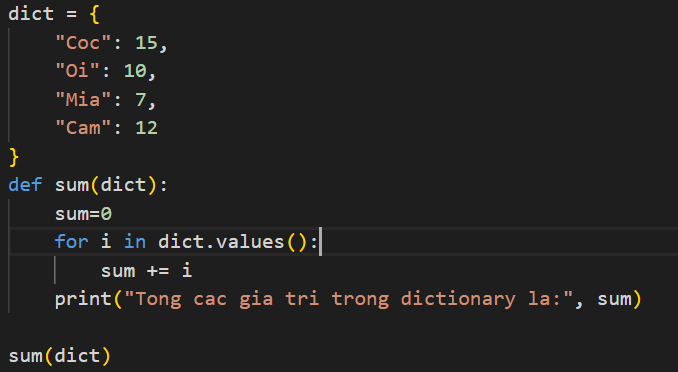 dict = {
    "Coc": 15,
    "Oi": 10,
    "Mia": 7,
    "Cam": 12
}
def sum(dict):
    sum=0
    for i in dict.values():
        sum += i
    print("Tong cac gia tri trong dictionary la:", sum)

sum(dict)